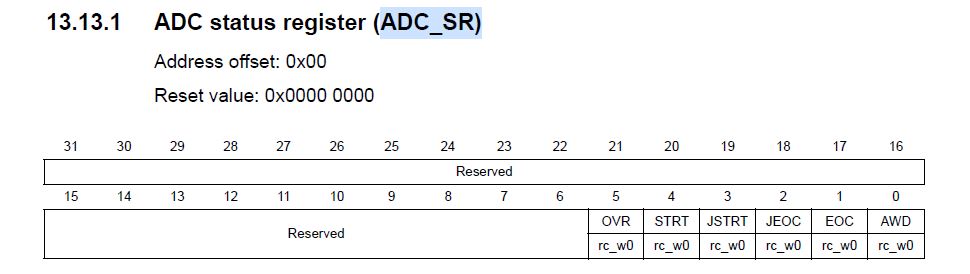 13.13.1 ADC status register (ADC_SR)
Address offset: 0x00
Reset value: 0x0000 0000
31 30 29 28 27 26 25 24 23 22 21 20 19 18 17 16
Reserved
15 14 13 12 11 10 9 8 7 6 5 4 3 2 1 0
Reserved OVR STRT JSTRT JEOC EOC AWD
rc_w0 rc_w0 rc_w0 rc_w0 rc_w0 rc_w0